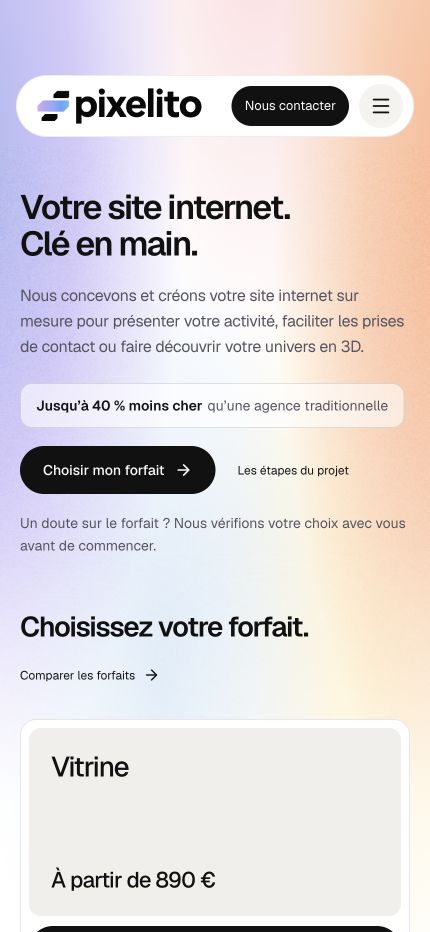 pixelito
Nous contacter
Votre site internet.
Clé en main.
Nous concevons et créons votre site internet sur
mesure pour présenter votre activité, faciliter les prises
de contact ou faire découvrir votre univers en 3D.
Jusqu’à 40 % moins cher qu’une agence traditionnelle
Choisir mon forfait →
Les étapes du projet
Un doute sur le forfait ? Nous vérifions votre choix avec vous
avant de commencer.
Choisissez votre forfait.
Comparer les forfaits →
Vitrine
À partir de 890 €